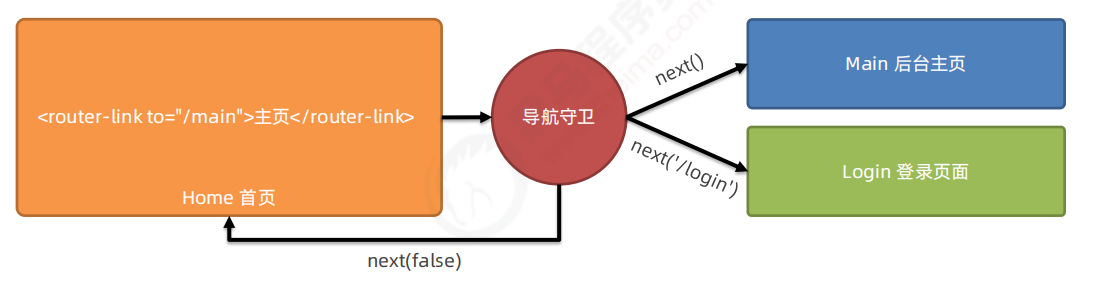 <router-link to="/main">主页</router-link>
Home 首页
导航守卫
next()
next('/login')
next(false)
Main 后台主页
Login 登录页面